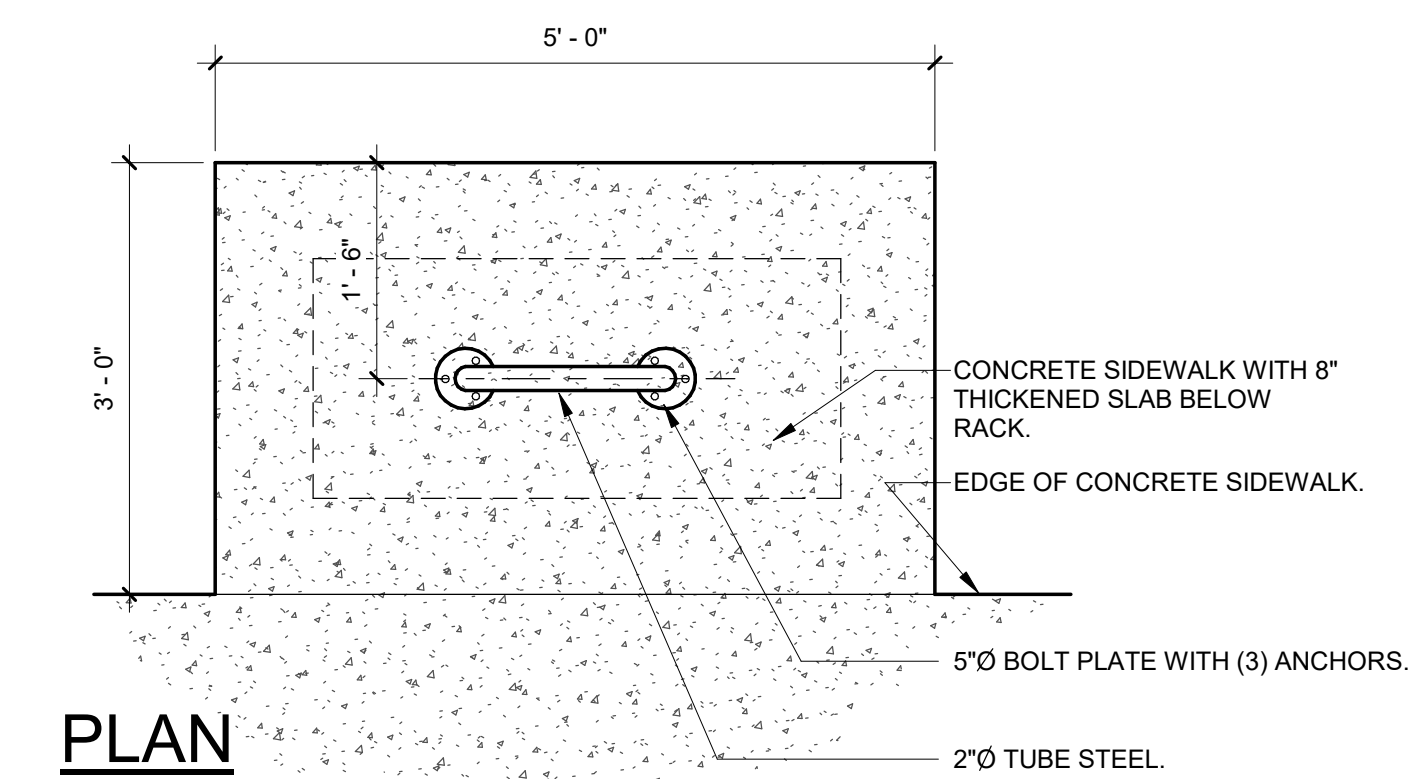 5' - 0"
1' - 6"
3' - 0"
CONCRETE SIDEWALK WITH 8"
THICKENED SLAB BELOW
RACK.
EDGE OF CONCRETE SIDEWALK.
5"Ø BOLT PLATE WITH (3) ANCHORS.
PLAN
2"Ø TUBE STEEL.